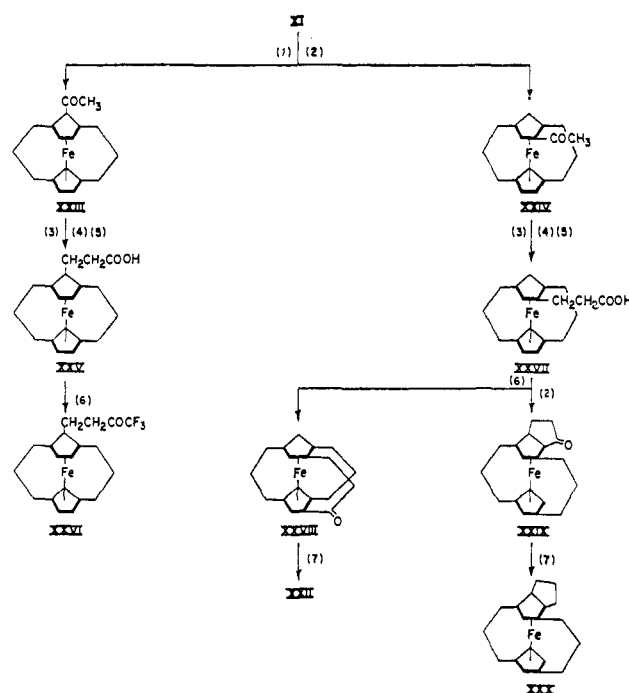 XI
(1) (2)
COCH3
Fe
XXIII
Fe
COCH3
XXIV
(3) (4)(5)
(3) (4)(5)
CH2CH2COOH
Fe
XXV
Fe
CH2CH2COOH
XXVII
(6)
(6)
(2)
CH2CH2COCF3
Fe
XXVI
Fe
O
XXVIII
O
Fe
XXIX
(7)
(7)
XXII
Fe
XXX